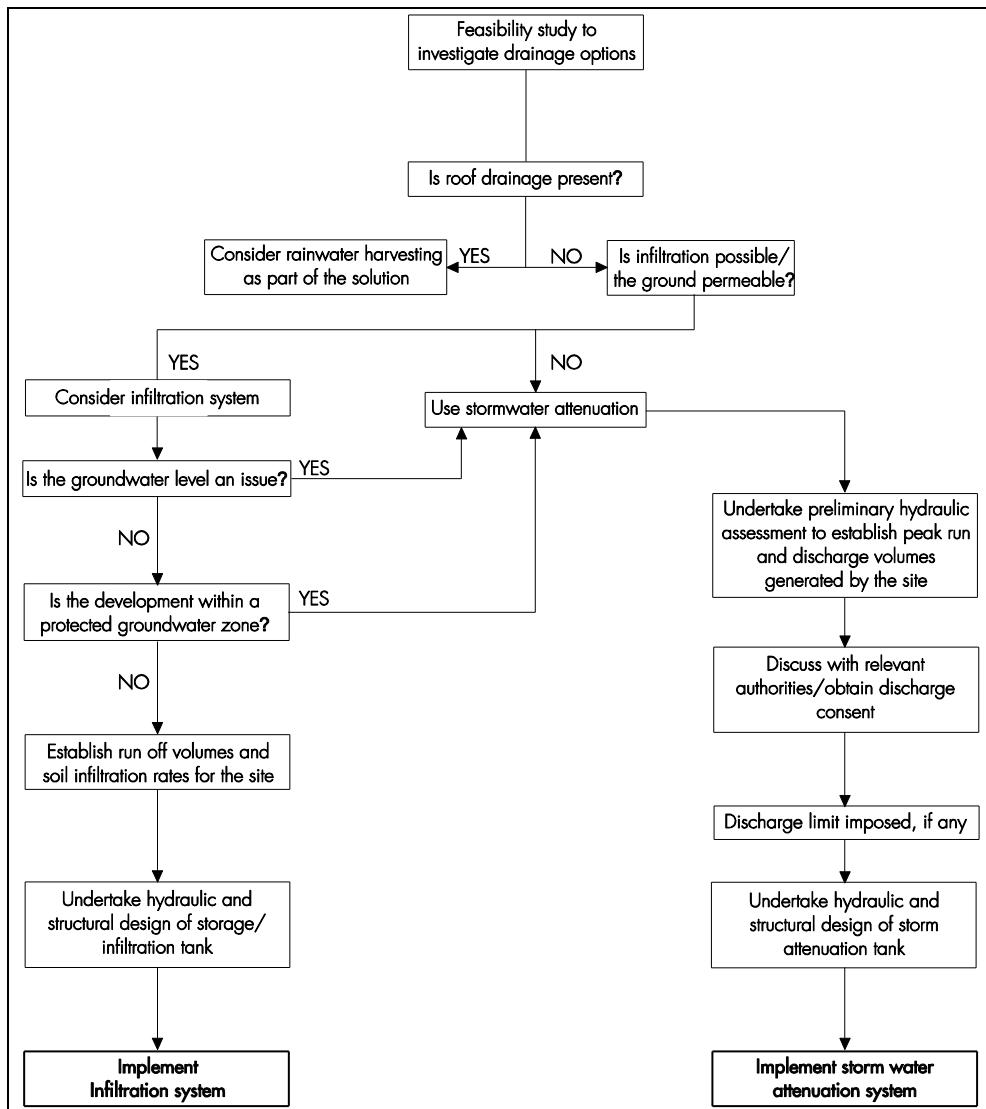 Feasibility study to
investigate drainage options
Is roof drainage present?
Consider rainwater harvesting
as part of the solution
YES
NO
Is infiltration possible/
the ground permeable?
YES
NO
Consider infiltration system
Use stormwater attenuation
Is the groundwater level an issue?
YES
NO
Undertake preliminary hydraulic
assessment to establish peak run
and discharge volumes
generated by the site
Is the development within a
protected groundwater zone?
YES
NO
Discuss with relevant
authorities/obtain discharge
consent
Establish run off volumes and
soil infiltration rates for the site
Discharge limit imposed, if any
Undertake hydraulic and
structural design of storage/
infiltration tank
Undertake hydraulic and
structural design of storm
attenuation tank
Implement
Infiltration system
Implement storm water
attenuation system